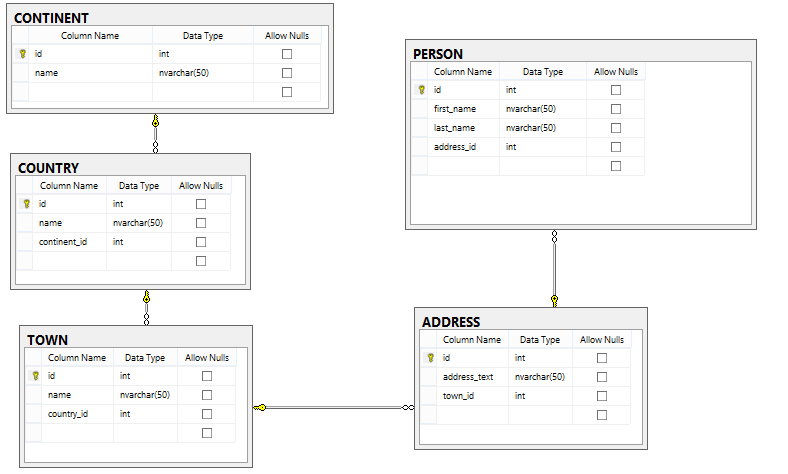 CONTINENT
Column Name Data Type Allow Nulls
id int
name nvarchar(50)
PERSON
Column Name Data Type Allow Nulls
id int
first_name nvarchar(50)
last_name nvarchar(50)
address_id int
COUNTRY
Column Name Data Type Allow Nulls
id int
name nvarchar(50)
continent_id int
TOWN
Column Name Data Type Allow Nulls
id int
name nvarchar(50)
country_id int
ADDRESS
Column Name Data Type Allow Nulls
id int
address_text nvarchar(50)
town_id int